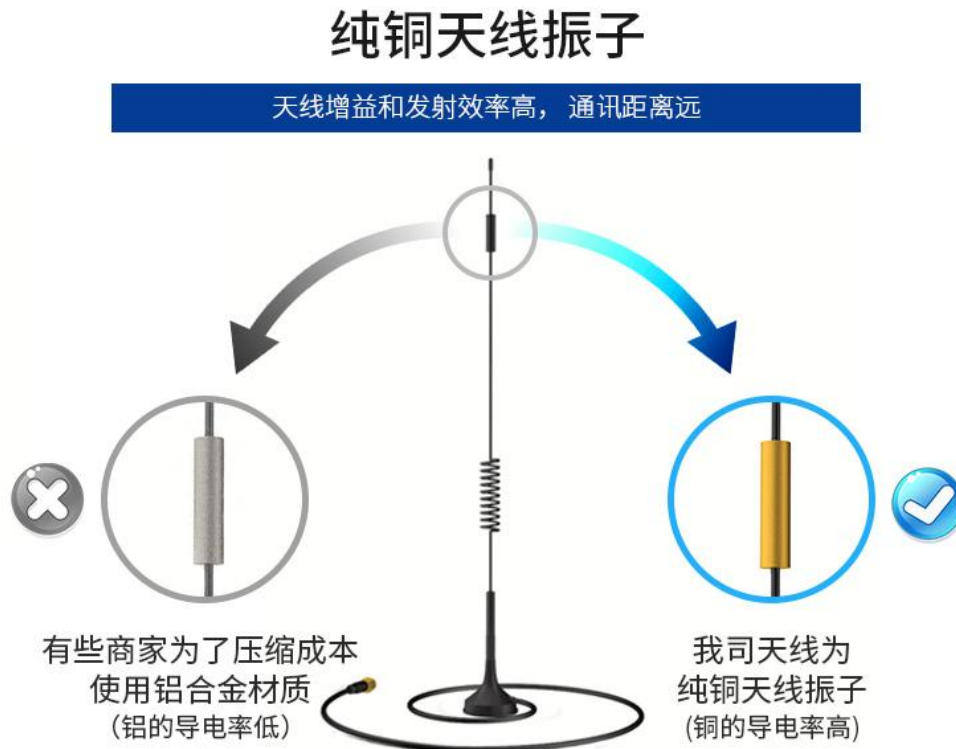 纯铜天线振子
天线增益和发射效率高， 通讯距离远
有些商家为了压缩成本
使用铝合金材质
（铝的导电率低）
我司天线为
纯铜天线振子
(铜的导电率高)